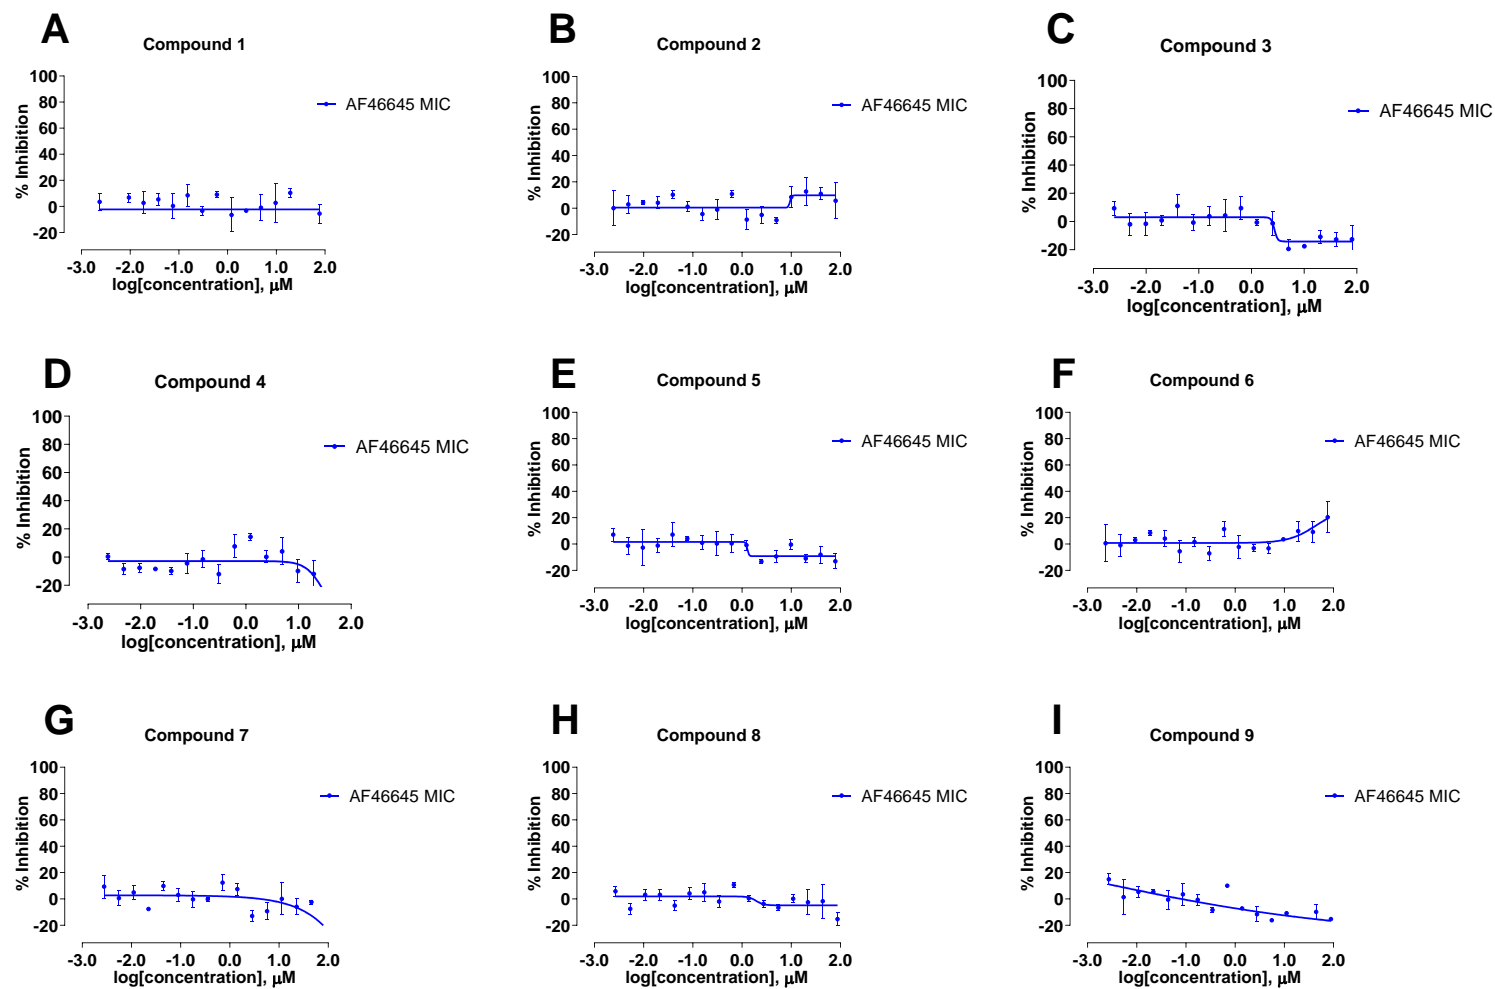 A
Compound 1
100
80
60
40
20
0
-20
% Inhibition
AF46645 MIC
-3.0 -2.0 -1.0 0.0 1.0 2.0
log[concentration], μM
B
Compound 2
100
80
60
40
20
0
-20
% Inhibition
AF46645 MIC
-3.0 -2.0 -1.0 0.0 1.0 2.0
log[concentration], μM
C
Compound 3
100
80
60
40
20
0
-20
% Inhibition
AF46645 MIC
-3.0 -2.0 -1.0 0.0 1.0 2.0
log[concentration], μM
D
Compound 4
100
80
60
40
20
0
-20
% Inhibition
AF46645 MIC
-3.0 -2.0 -1.0 0.0 1.0 2.0
log[concentration], μM
E
Compound 5
100
80
60
40
20
0
-20
% Inhibition
AF46645 MIC
-3.0 -2.0 -1.0 0.0 1.0 2.0
log[concentration], μM
F
Compound 6
100
80
60
40
20
0
-20
% Inhibition
AF46645 MIC
-3.0 -2.0 -1.0 0.0 1.0 2.0
log[concentration], μM
G
Compound 7
100
80
60
40
20
0
-20
% Inhibition
AF46645 MIC
-3.0 -2.0 -1.0 0.0 1.0 2.0
log[concentration], μM
H
Compound 8
100
80
60
40
20
0
-20
% Inhibition
AF46645 MIC
-3.0 -2.0 -1.0 0.0 1.0 2.0
log[concentration], μM
I
Compound 9
100
80
60
40
20
0
-20
% Inhibition
AF46645 MIC
-3.0 -2.0 -1.0 0.0 1.0 2.0
log[concentration], μM